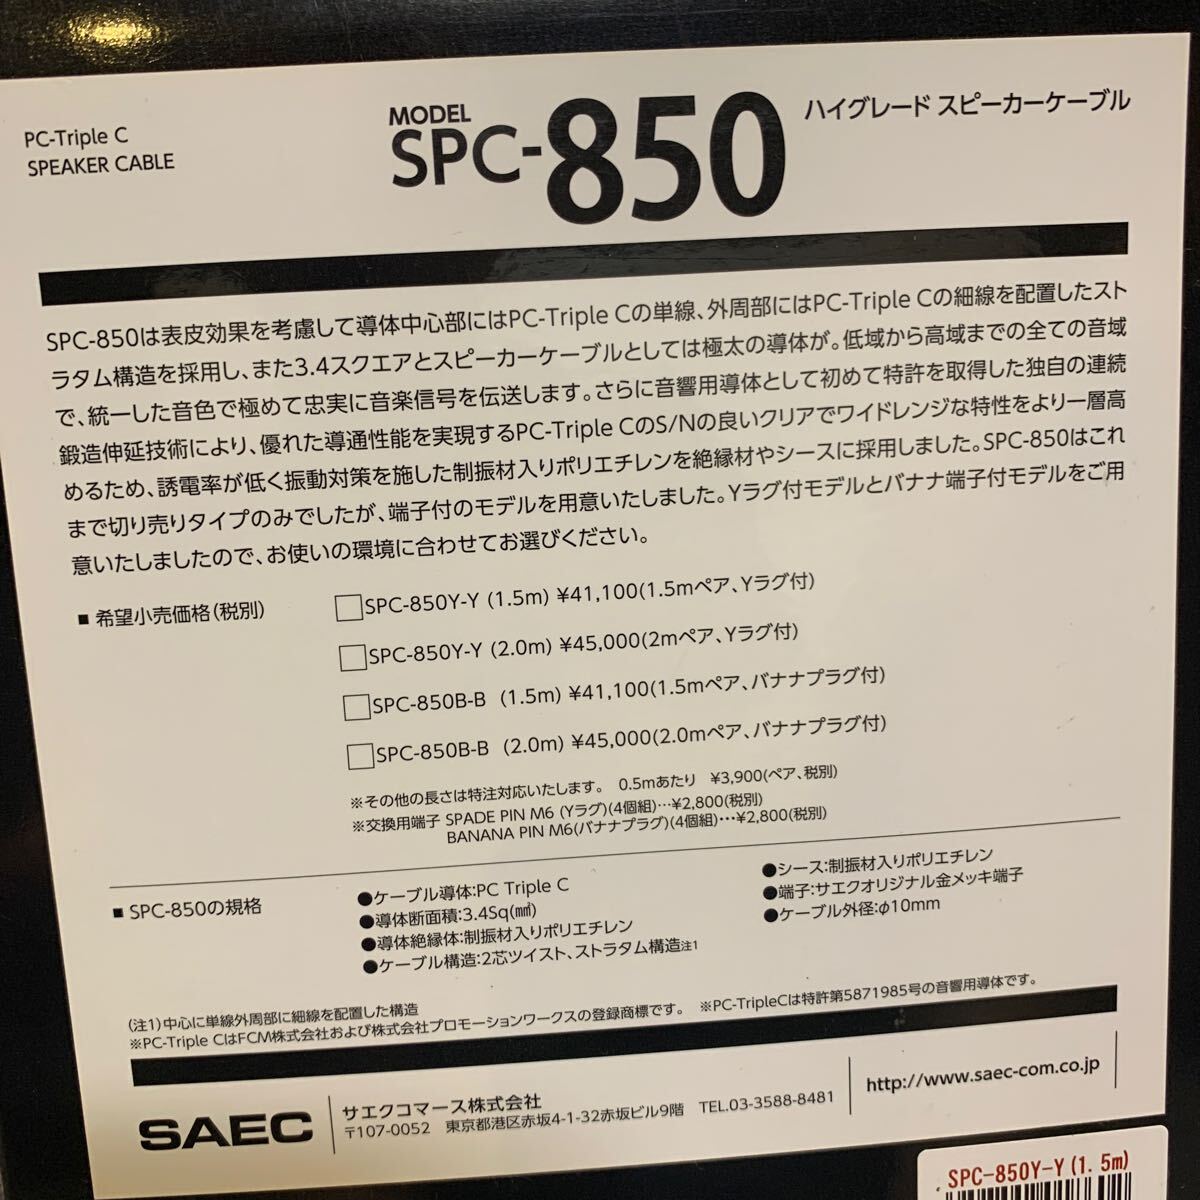 PC-Triple C
SPEAKER CABLE
MODEL
SPC-850
ハイグレード スピーカーケーブル
SPC-850は表皮効果を考慮して導体中心部にはPC-Triple Cの単線、外周部にはPC-Triple Cの細線を配置したスト
ラタム構造を採用し、また3.4スクエアとスピーカーケーブルとしては極太の導体が。低域から高域までの全ての音域
で、統一した音色で極めて忠実に音楽信号を伝送します。さらに音響用導体として初めて特許を取得した独自の連続
鍛造伸延技術により、優れた導通性能を実現するPC-Triple CのS/Nの良いクリアでワイドレンジな特性をより一層高
めるため、誘電率が低く振動対策を施した制振材入りポリエチレンを絶縁材やシースに採用しました。SPC-850はこれ
まで切り売りタイプのみでしたが、端子付のモデルを用意いたしました。Yラグ付モデルとバナナ端子付モデルをご用
意いたしましたので、お使いの環境に合わせてお選びください。
■ 希望小売価格(税別)
□SPC-850Y-Y (1.5m) ¥41,100(1.5mペア、Yラグ付)
□SPC-850Y-Y (2.0m) ¥45,000(2mペア、Yラグ付)
□SPC-850B-B (1.5m) ¥41,100(1.5mペア、バナナプラグ付)
□SPC-850B-B (2.0m) ¥45,000(2.0mペア、バナナプラグ付)
※その他の長さは特注対応いたします。 0.5mあたり ¥3,900(ペア、税別)
※交換用端子 SPADE PIN M6 (Yラグ)(4個組)…¥2,800(税別)
BANANA PIN M6(バナナプラグ)(4個組)…¥2,800(税別)
■ SPC-850の規格
●ケーブル導体:PC Triple C
●導体断面積:3.4Sq(㎟)
●導体絶縁体:制振材入りポリエチレン
●ケーブル構造:2芯ツイスト、ストラタム構造注1
●シース:制振材入りポリエチレン
●端子:サエクオリジナル金メッキ端子
●ケーブル外径:φ10mm
(注1)中心に単線外周部に細線を配置した構造
※PC-Triple CはFCM株式会社および株式会社プロモーションワークスの登録商標です。 ※PC-TripleCは特許第5871985号の音響用導体です。
SAEC
サエクコマース株式会社
〒107-0052 東京都港区赤坂4-1-32赤坂ビル9階 TEL.03-3588-8481
http://www.saec-com.co.jp
SPC-850Y-Y(1.5m)